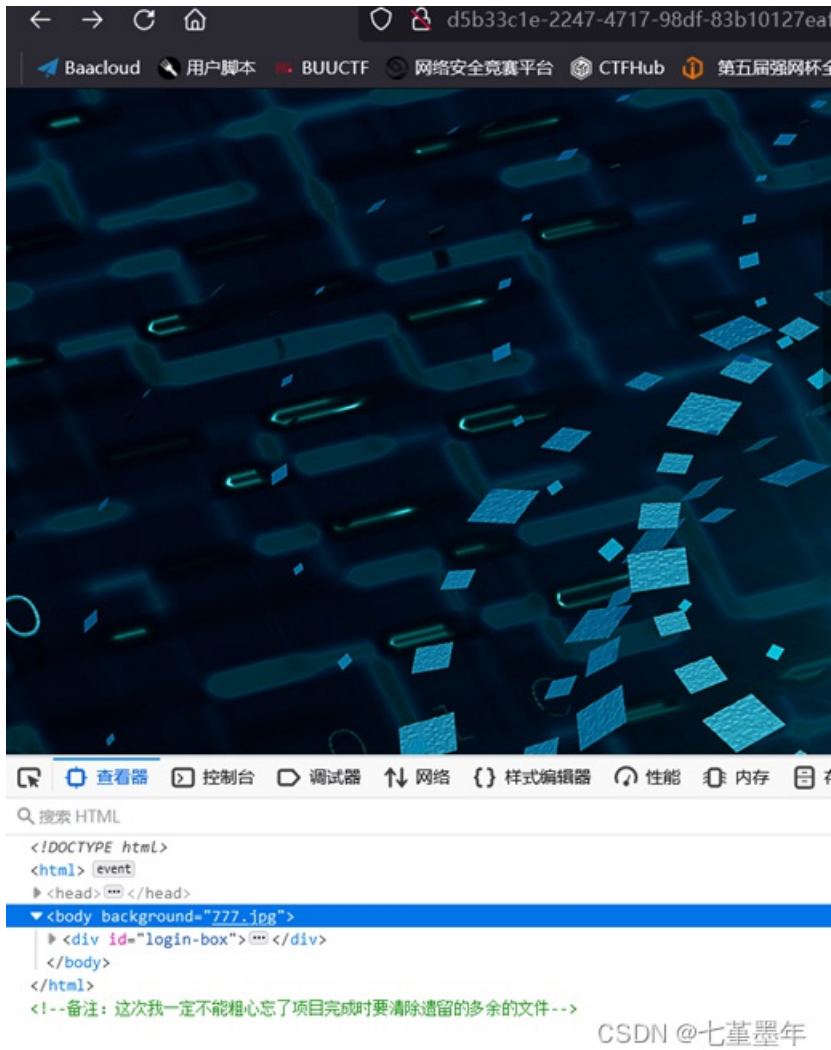 d5b33c1e-2247-4717-98df-83b10127ea
Baacloud 用户脚本 BUUCTF 网络安全竞赛平台 CTFHub 第五届强网杯全
查看器 控制台 调试器 网络 样式编辑器 性能 内存
搜索 HTML
<!DOCTYPE html>
<html> event
<head> ••• </head>
<body background="777.jpg">
<div id="login-box"> ••• </div>
</body>
</html>
<!--备注：这次我一定不能粗心忘了项目完成时要清除遗留的多余的文件-->
CSDN @七堇墨年